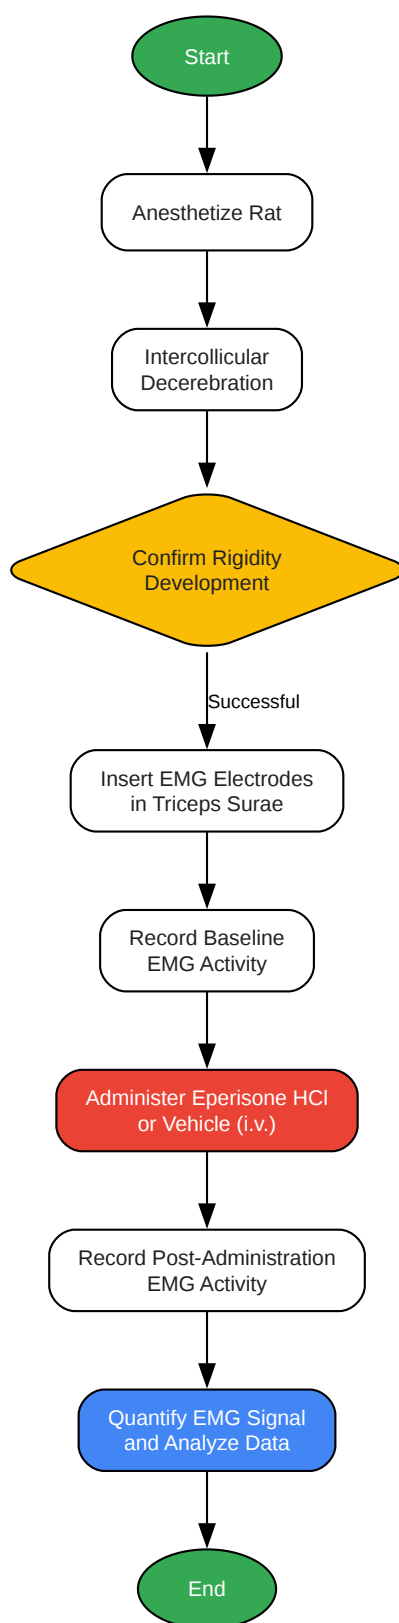 Start
Anesthetize Rat
Intercollicular
Decerebration
Confirm Rigidity
Development
Successful
Insert EMG Electrodes
in Triceps Surae
Record Baseline
EMG Activity
Administer Eperisone HCl
or Vehicle (i.v.)
Record Post-Administration
EMG Activity
Quantify EMG Signal
and Analyze Data
End